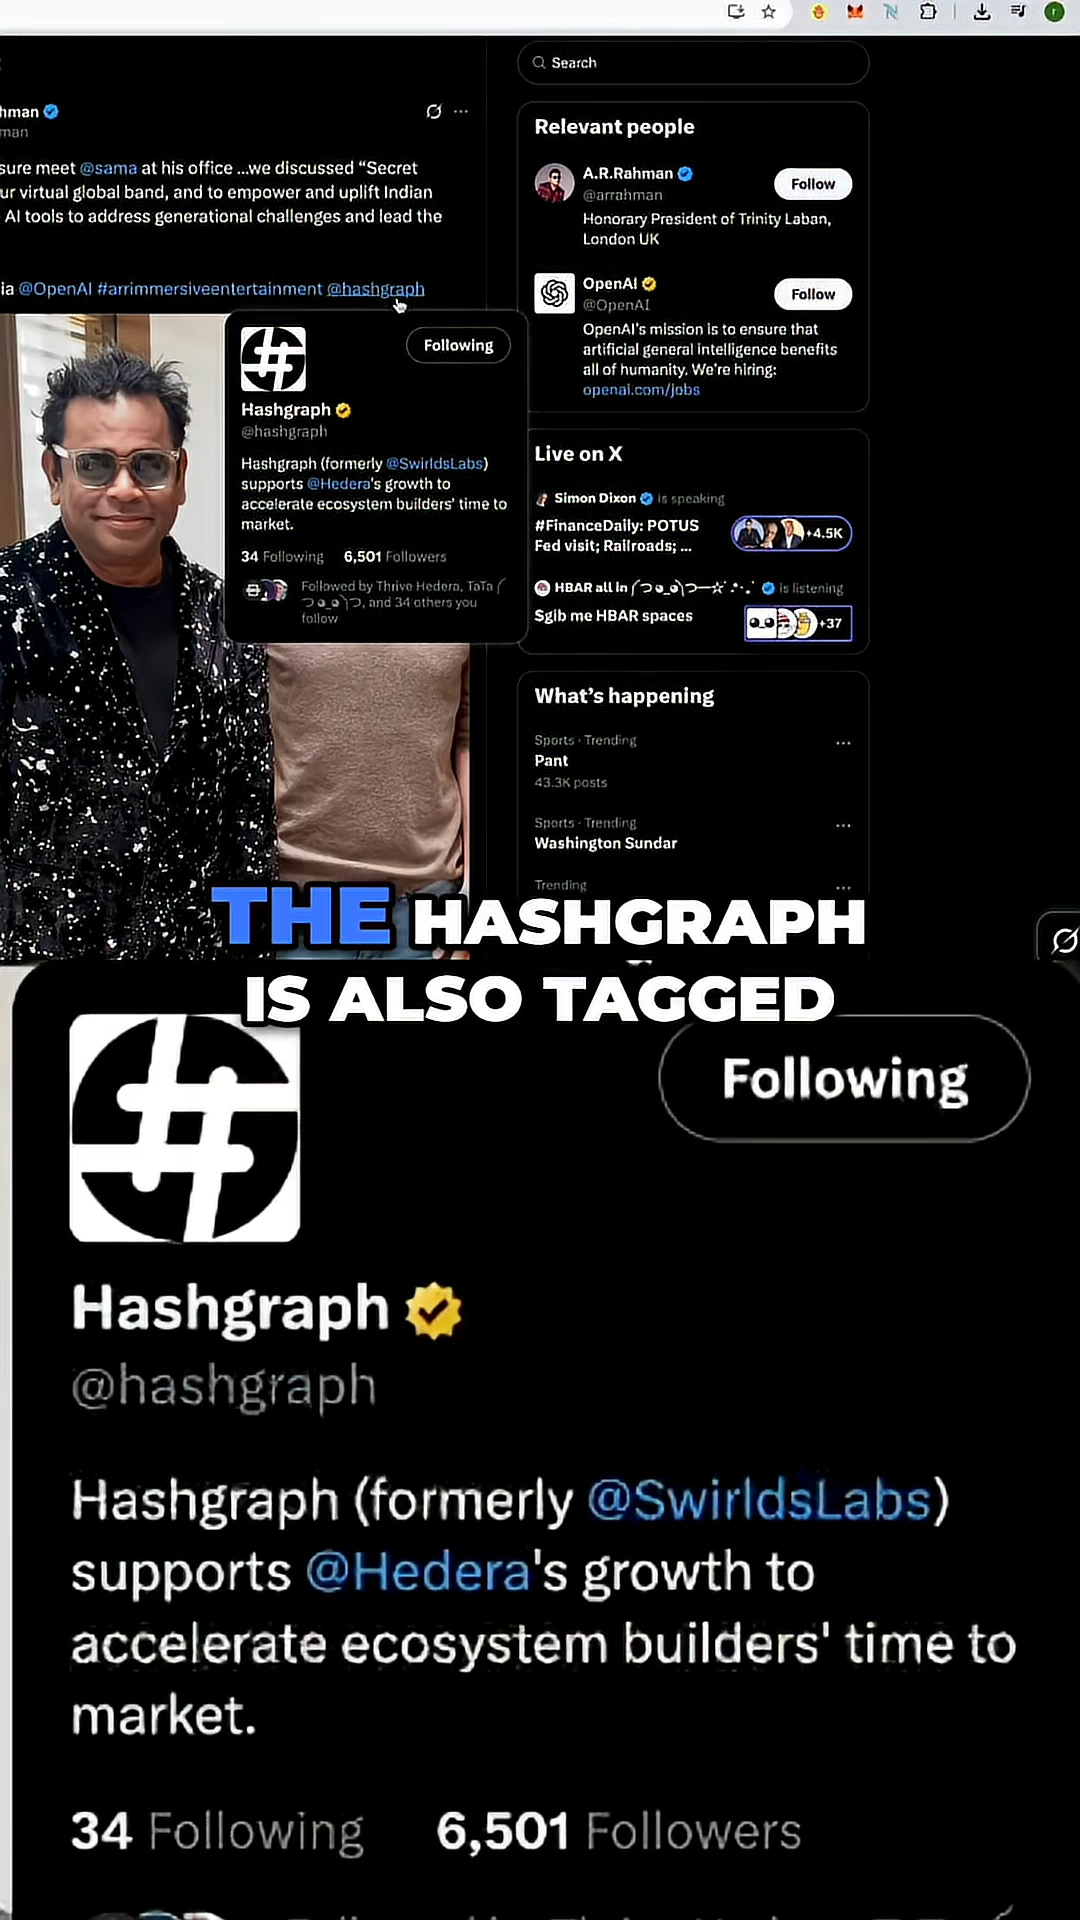 Search
hman
man
sure meet @sama at his office ...we discussed “Secret
ur virtual global band, and to empower and uplift Indian
AI tools to address generational challenges and lead the
ia @OpenAI #arrimmersiveentertainment @hashgraph
Following
Hashgraph
@hashgraph
Hashgraph (formerly @SwirldsLabs)
supports @Hedera's growth to
accelerate ecosystem builders' time to
market.
34 Following 6,501 Followers
Followed by Thrive Hedera, TaTa
and 34 others you
follow
Relevant people
A.R.Rahman
@arrahman
Follow
Honorary President of Trinity Laban,
London UK
OpenAI
@OpenAI
Follow
OpenAI's mission is to ensure that
artificial general intelligence benefits
all of humanity. We're hiring:
openai.com/jobs
Live on X
Simon Dixon is speaking
#FinanceDaily: POTUS
Fed visit; Railroads; ...
+4.5K
HBAR all in is listening
Sgib me HBAR spaces
+37
What's happening
Sports · Trending
Pant
43.3K posts
Sports · Trending
Washington Sundar
Trending
THE HASHGRAPH
IS ALSO TAGGED
Following
Hashgraph
@hashgraph
Hashgraph (formerly @SwirldsLabs)
supports @Hedera's growth to
accelerate ecosystem builders' time to
market.
34 Following 6,501 Followers